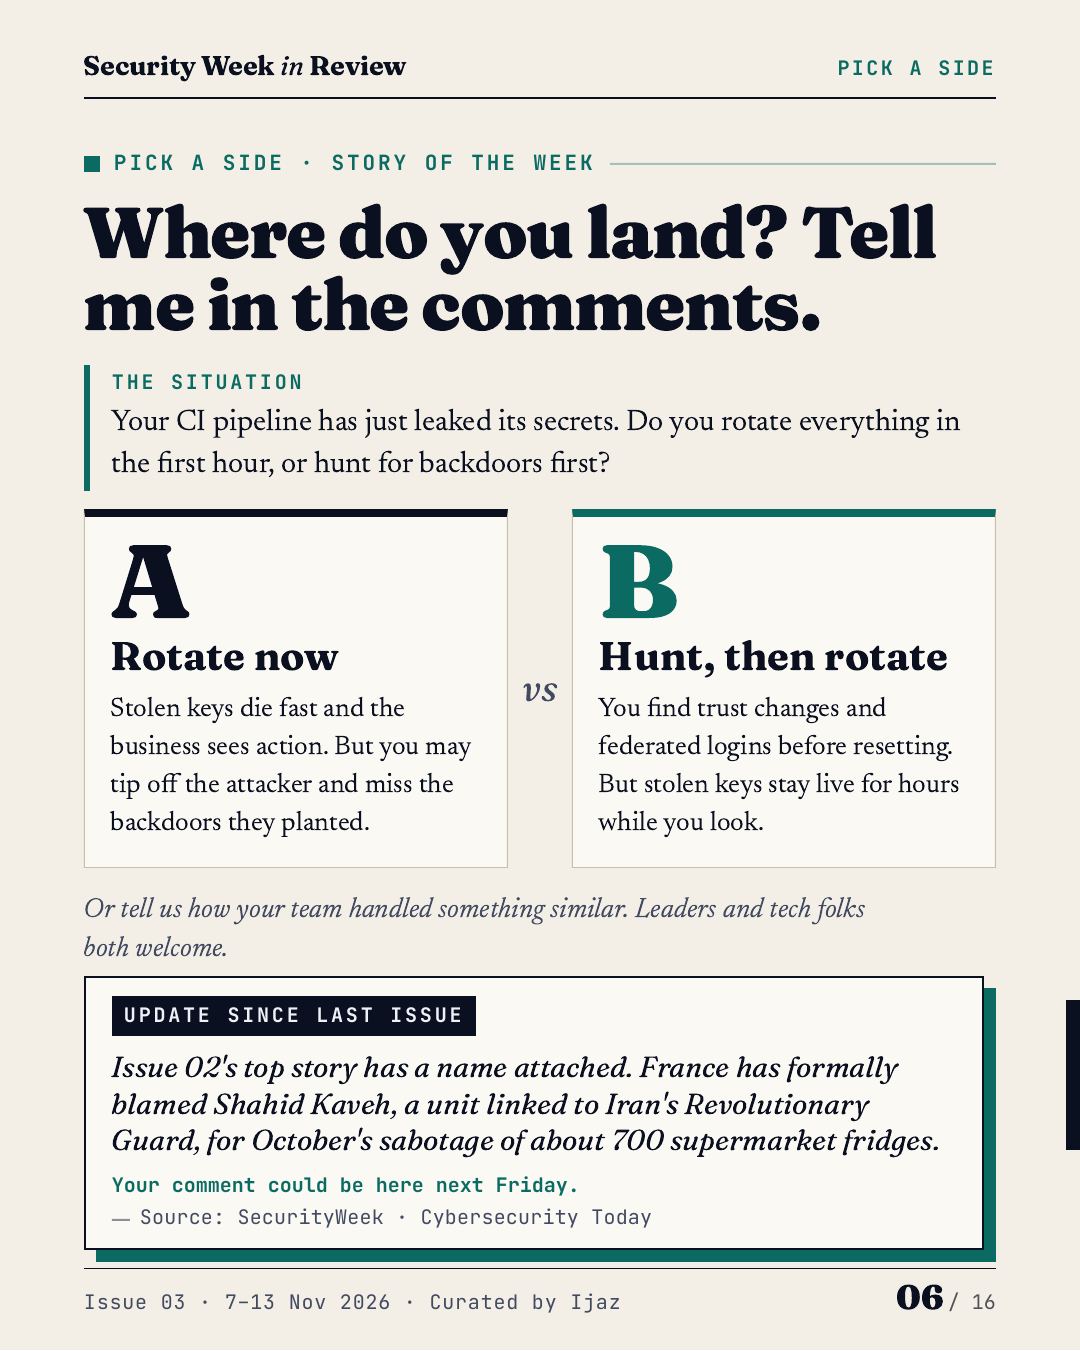 Security Week in Review
PICK A SIDE
PICK A SIDE · STORY OF THE WEEK
Where do you land? Tell
me in the comments.
THE SITUATION
Your CI pipeline has just leaked its secrets. Do you rotate everything in
the first hour, or hunt for backdoors first?
A
Rotate now
Stolen keys die fast and the
business sees action. But you may
tip off the attacker and miss the
backdoors they planted.
vs
B
Hunt, then rotate
You find trust changes and
federated logins before resetting.
But stolen keys stay live for hours
while you look.
Or tell us how your team handled something similar. Leaders and tech folks
both welcome.
UPDATE SINCE LAST ISSUE
Issue 02's top story has a name attached. France has formally
blamed Shahid Kaveh, a unit linked to Iran's Revolutionary
Guard, for October's sabotage of about 700 supermarket fridges.
Your comment could be here next Friday.
— Source: SecurityWeek · Cybersecurity Today
Issue 03 · 7–13 Nov 2026 · Curated by Ijaz
06 / 16